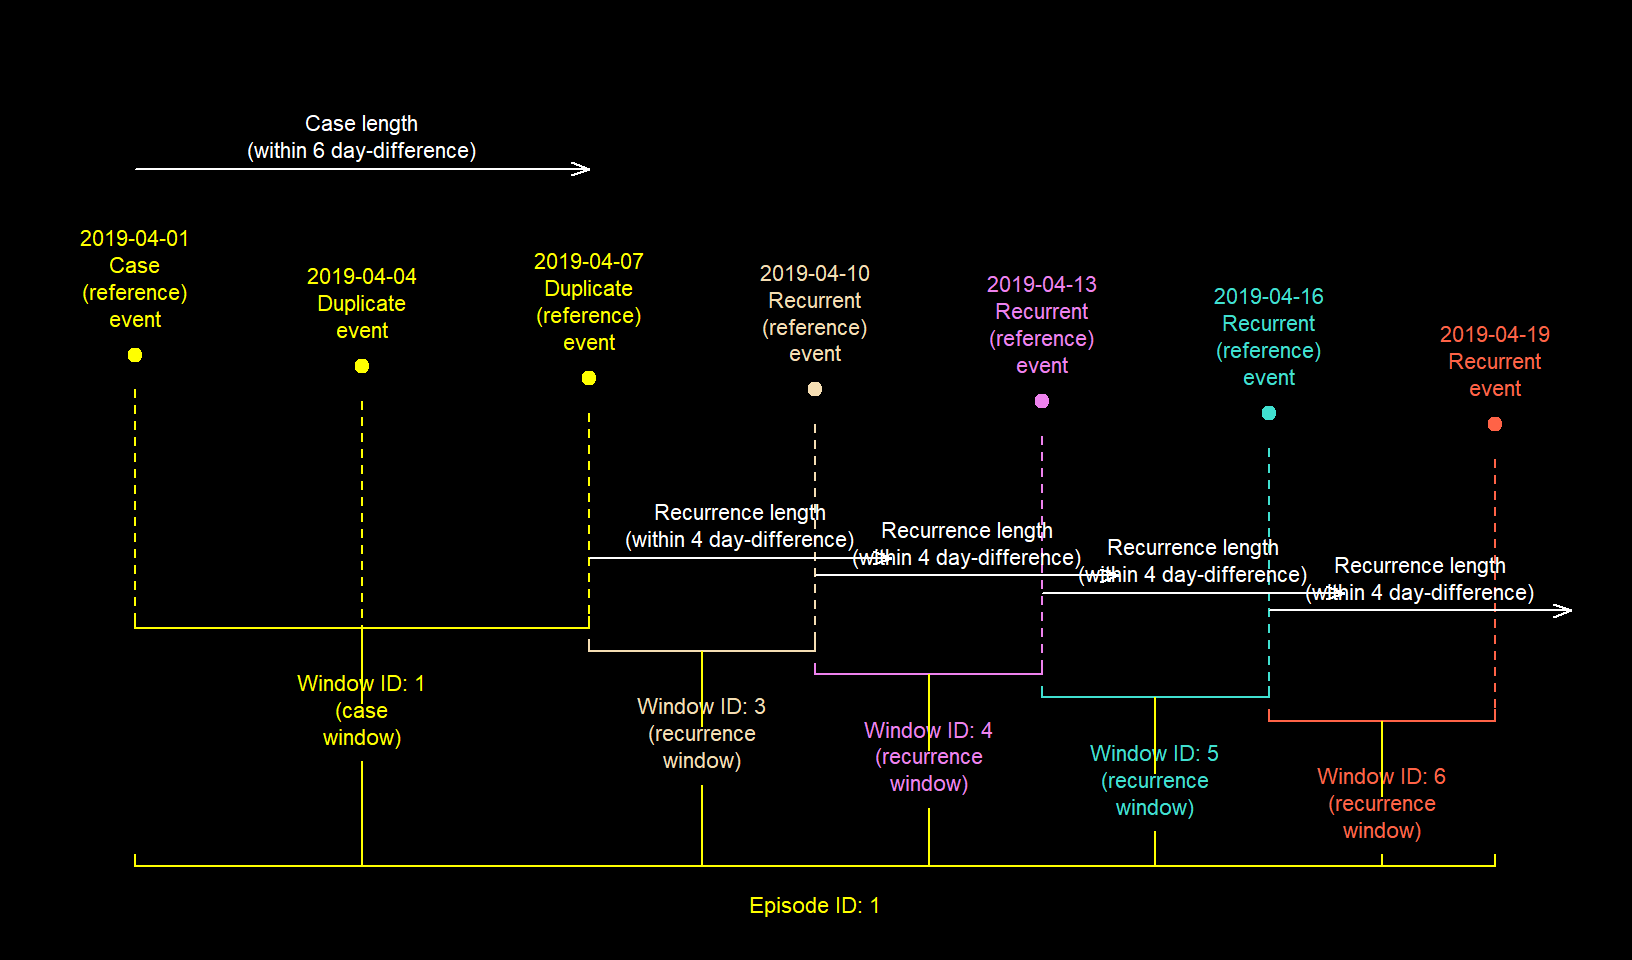 Case length
(within 6 day-difference)
2019-04-01
Case
(reference)
event
2019-04-04
Duplicate
event
2019-04-07
Duplicate
(reference)
event
2019-04-10
Recurrent
(reference)
event
2019-04-13
Recurrent
(reference)
event
2019-04-16
Recurrent
(reference)
event
2019-04-19
Recurrent
event
Recurrence length
(within 4 day-difference)
Recurrence length
(within 4 day-difference)
Recurrence length
(within 4 day-difference)
Recurrence length
(within 4 day-difference)
Window ID: 1
(case
window)
Window ID: 3
(recurrence
window)
Window ID: 4
(recurrence
window)
Window ID: 5
(recurrence
window)
Window ID: 6
(recurrence
window)
Episode ID: 1